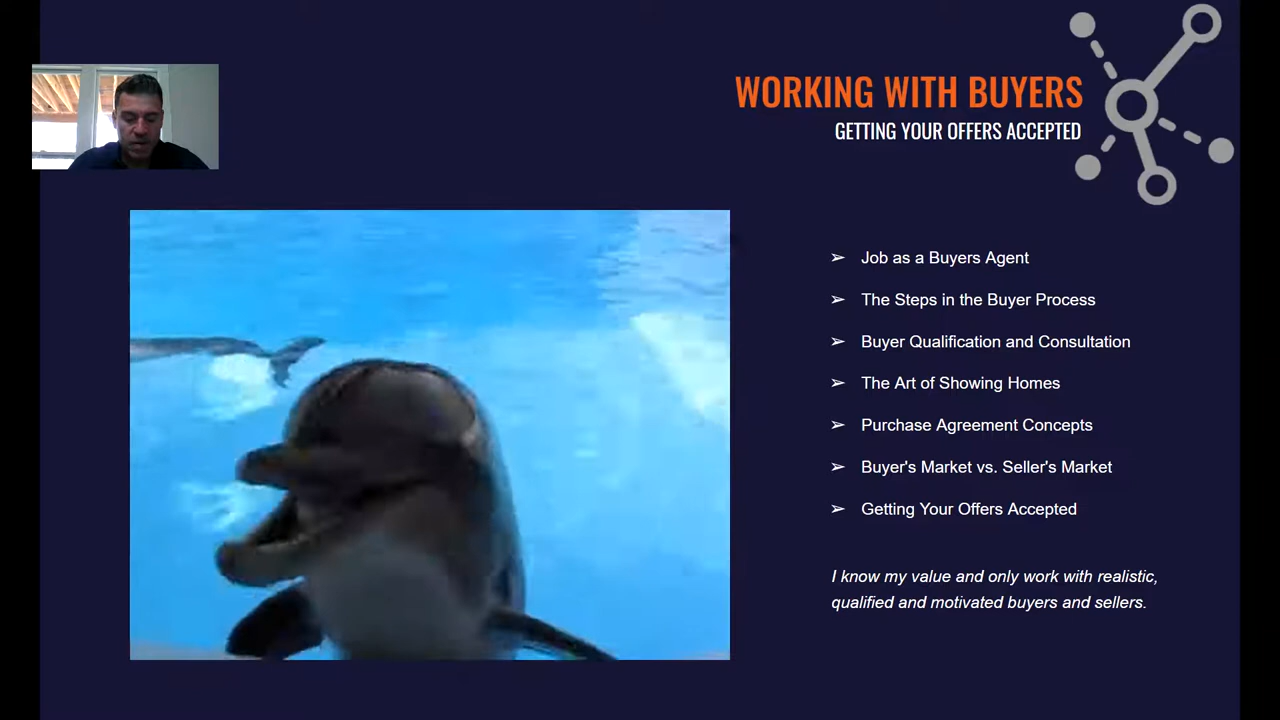 WORKING WITH BUYERS
GETTING YOUR OFFERS ACCEPTED
➢ Job as a Buyers Agent
➢ The Steps in the Buyer Process
➢ Buyer Qualification and Consultation
➢ The Art of Showing Homes
➢ Purchase Agreement Concepts
➢ Buyer's Market vs. Seller's Market
➢ Getting Your Offers Accepted
I know my value and only work with realistic,
qualified and motivated buyers and sellers.